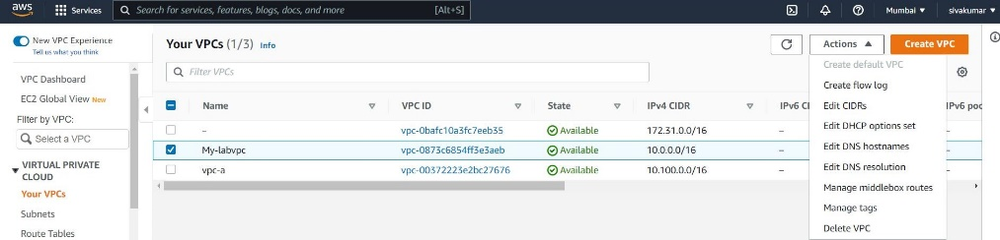 aws Services Search for services, features, blogs, docs, and more [Alt+S] Mumbai sivakumar
New VPC Experience
Tell us what you think
VPC Dashboard
EC2 Global View New
Filter by VPC:
Select a VPC
VIRTUAL PRIVATE
CLOUD
Your VPCs
Subnets
Route Tables
Your VPCs (1/3) Info
Actions
Create VPC
Filter VPCs
Name VPC ID State IPv4 CIDR IPv6 CI IPv6 poo
– vpc-0bafc10a3fc7eeb35 Available 172.31.0.0/16 –
My-labvpc vpc-0873c6854ff3e3aeb Available 10.0.0.0/16 –
vpc-a vpc-00372223e2bc27676 Available 10.100.0.0/16 –
Create default VPC
Create flow log
Edit CIDRs
Edit DHCP options set
Edit DNS hostnames
Edit DNS resolution
Manage middlebox routes
Manage tags
Delete VPC